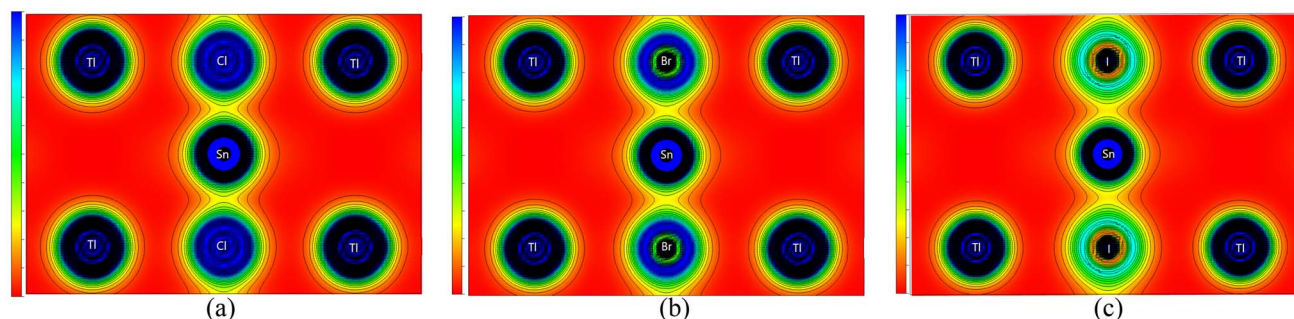 Tl Cl Tl Tl Br Tl Tl I Tl
Sn Sn Sn
Tl Cl Tl Tl Br Tl Tl I Tl
(a) (b) (c)